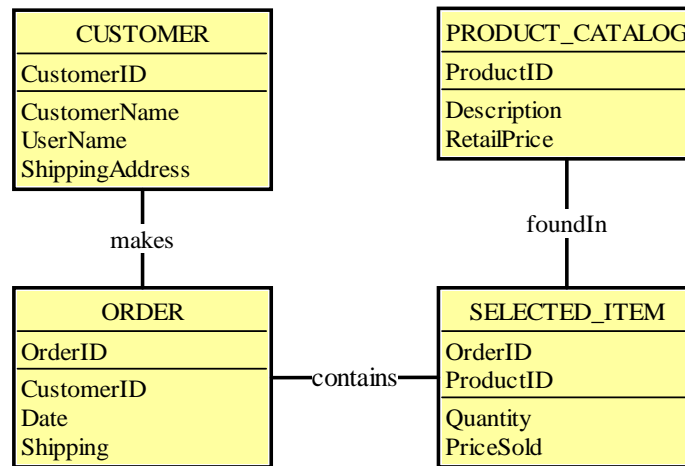 CUSTOMER
CustomerID
CustomerName
UserName
ShippingAddress
PRODUCT_CATALOG
ProductID
Description
RetailPrice
makes
foundIn
ORDER
OrderID
CustomerID
Date
Shipping
contains
SELECTED_ITEM
OrderID
ProductID
Quantity
PriceSold